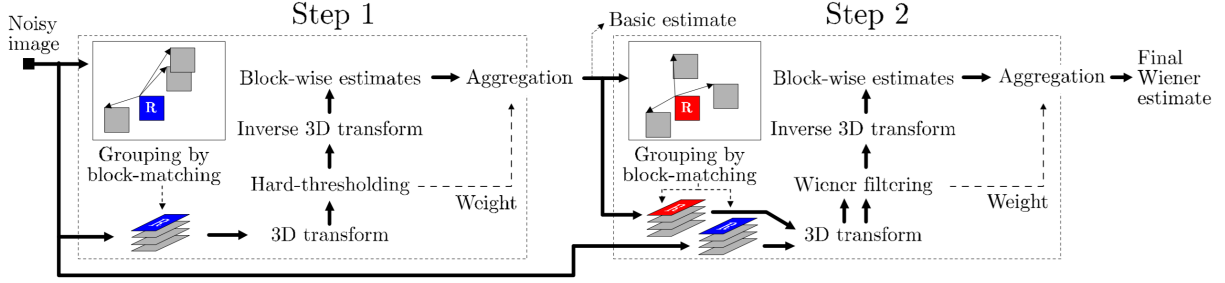 Step 1
Step 2
Noisy
image
R
Grouping by
block-matching
Block-wise estimates
Aggregation
Inverse 3D transform
Hard-thresholding
Weight
3D transform
Basic estimate
R
Grouping by
block-matching
Block-wise estimates
Aggregation
Inverse 3D transform
Wiener filtering
Weight
3D transform
Final
Wiener
estimate